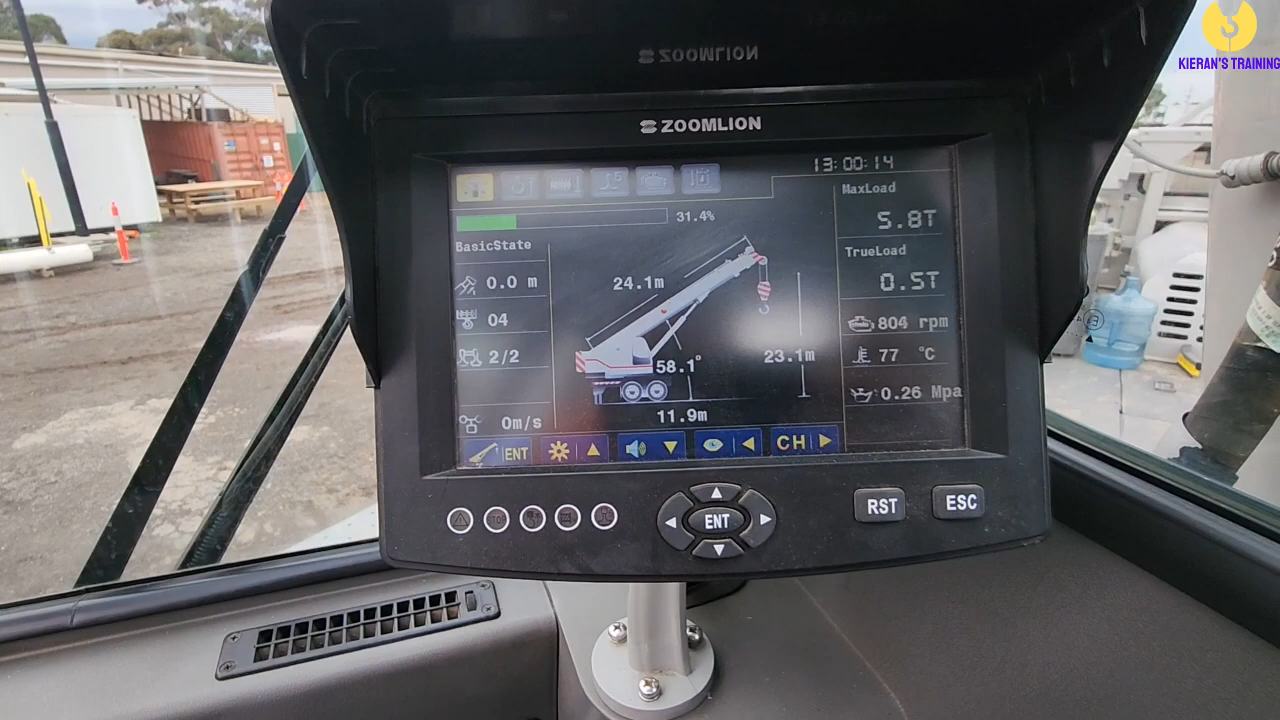 KIERAN'S TRAINING
ZOOMLION
ZOOMLION
13:00:14
31.4%
MaxLoad
5.8T
BasicState
TrueLoad
0.5T
0.0 m
24.1m
04
804 rpm
2/2
58.1°
23.1m
77 °C
0.26 Mpa
11.9m
0m/s
ENT
CH
ENT
RST
ESC
STOP